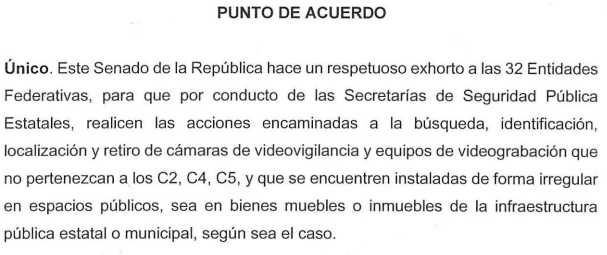 PUNTO DE ACUERDO
Único. Este Senado de la República hace un respetuoso exhorto a las 32 Entidades
Federativas, para que por conducto de las Secretarías de Seguridad Pública
Estatales, realicen las acciones encaminadas a la búsqueda, identificación,
localización y retiro de cámaras de videovigilancia y equipos de videograbación que
no pertenezcan a los C2, C4, C5, y que se encuentren instaladas de forma irregular
en espacios públicos, sea en bienes muebles o inmuebles de la infraestructura
pública estatal o municipal, según sea el caso.